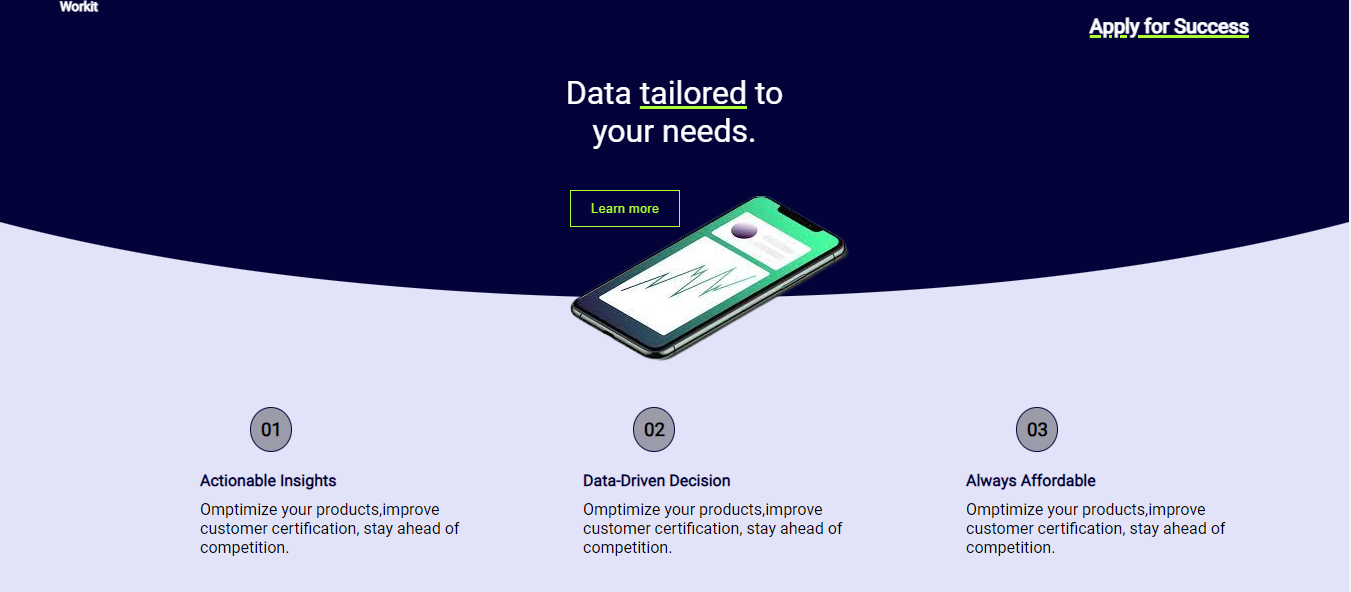 Workit
Apply for Success
Data tailored to
your needs.
Learn more
01
02
03
Actionable Insights
Omptimize your products,improve
customer certification, stay ahead of
competition.
Data-Driven Decision
Omptimize your products,improve
customer certification, stay ahead of
competition.
Always Affordable
Omptimize your products,improve
customer certification, stay ahead of
competition.